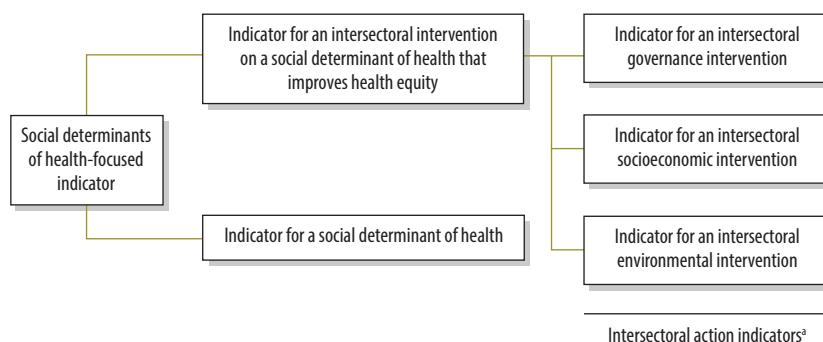 Social determinants
of health-focused
indicator
Indicator for an intersectoral intervention
on a social determinant of health that
improves health equity
Indicator for a social determinant of health
Indicator for an intersectoral
governance intervention
Indicator for an intersectoral
socioeconomic intervention
Indicator for an intersectoral
environmental intervention
Intersectoral action indicatorsᵃ